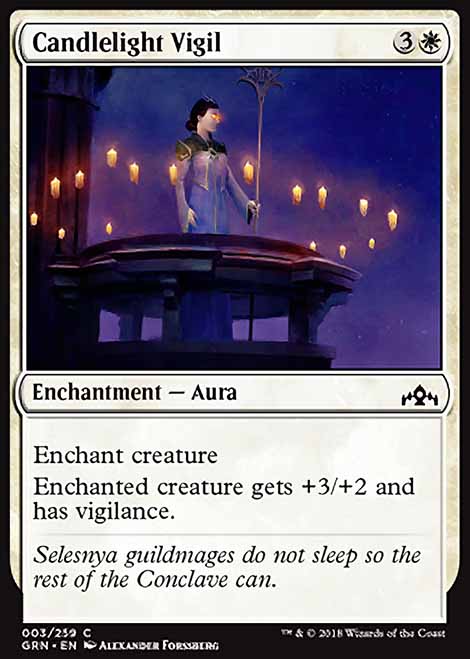 Candlelight Vigil 3
Enchantment — Aura
Enchant creature
Enchanted creature gets +3/+2 and
has vigilance.
Selesnya guildmages do not sleep so the
rest of the Conclave can.
003/259 C
GRN • EN Alexander Forssberg
™ & © 2018 Wizards of the Coast